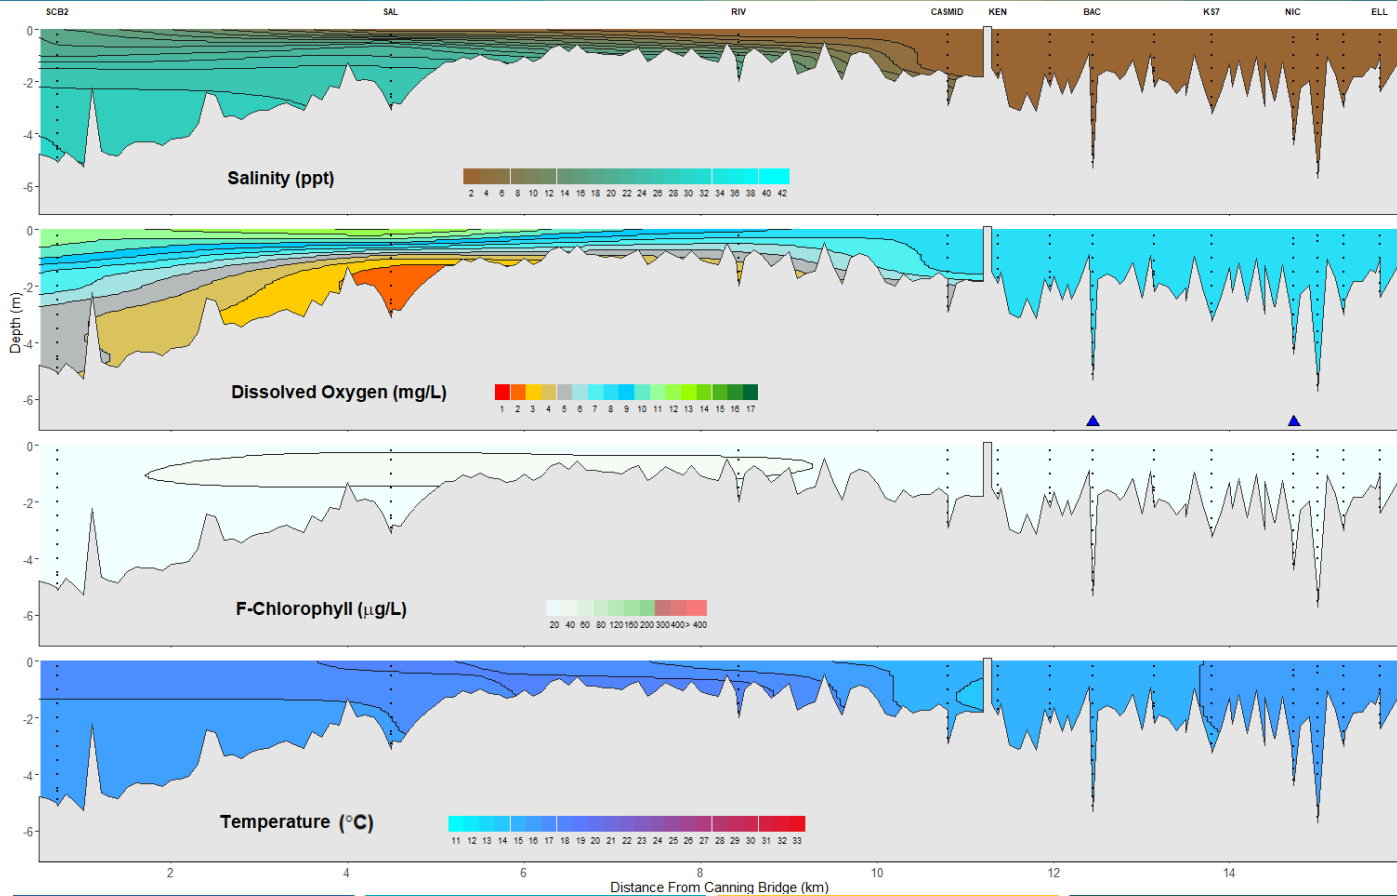 SCB2 SAL RIV CASMID KEN BAC KS7 NIC ELL
0
-2
-4
-6
Salinity (ppt)
2 4 6 8 10 12 14 16 18 20 22 24 26 28 30 32 34 36 38 40 42
0
-2
-4
-6
Depth (m)
Dissolved Oxygen (mg/L)
1 2 3 4 5 6 7 8 9 10 11 12 13 14 15 16 17
0
-2
-4
-6
F-Chlorophyll (µg/L)
20 40 60 80 120 160 200 300 400 > 400
0
-2
-4
-6
Temperature (°C)
11 12 13 14 15 16 17 18 19 20 21 22 23 24 25 26 27 28 29 30 31 32 33
2 4 6 8 10 12 14
Distance From Canning Bridge (km)